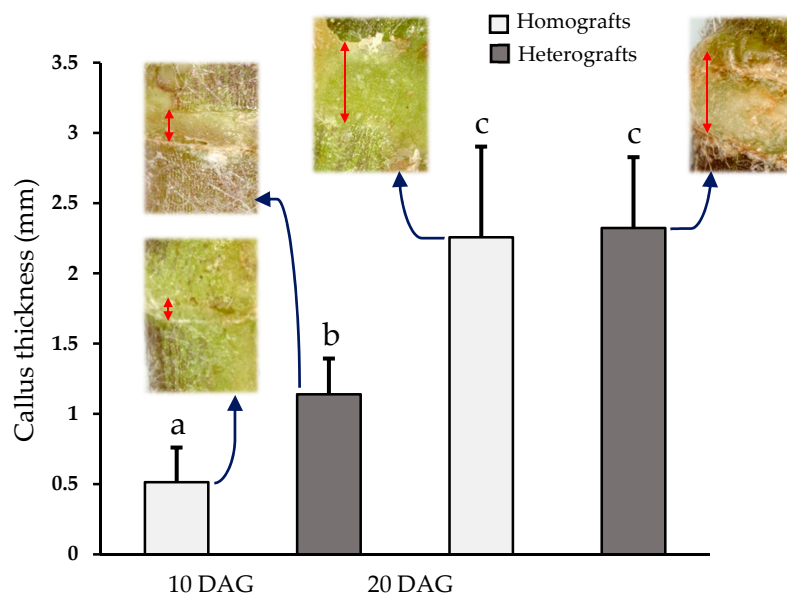 Homografts
Heterografts
Callus thickness (mm)
3.5
3
2.5
2
1.5
1
0.5
0
a
b
c
c
10 DAG
20 DAG